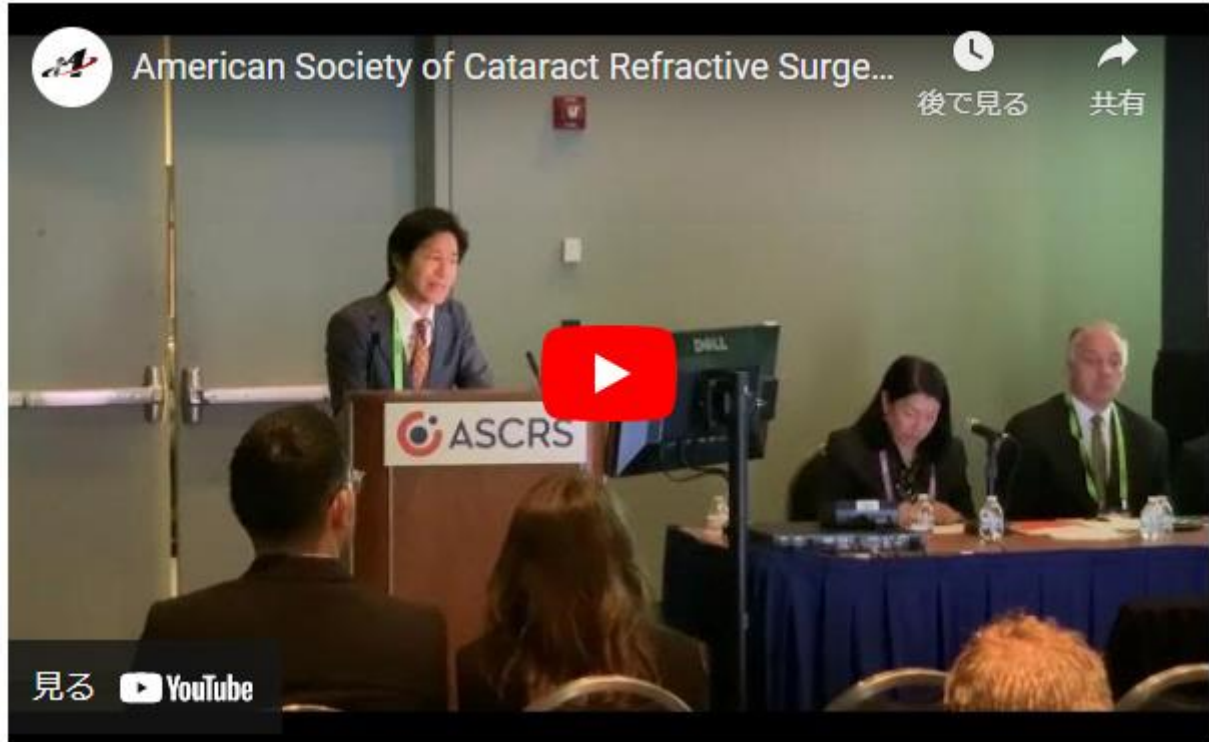 American Society of Cataract Refractive Surge...
後で見る
共有
DELL
ASCRS
見る YouTube